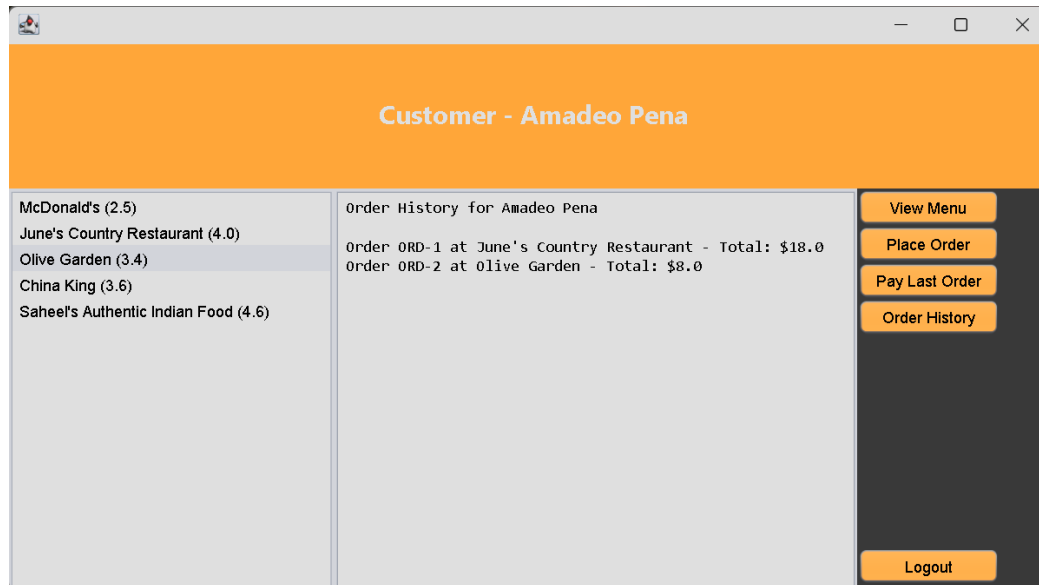 Customer - Amadeo Pena
McDonald's (2.5)
June's Country Restaurant (4.0)
Olive Garden (3.4)
China King (3.6)
Saheel's Authentic Indian Food (4.6)
Order History for Amadeo Pena
Order ORD-1 at June's Country Restaurant - Total: $18.0
Order ORD-2 at Olive Garden - Total: $8.0
View Menu
Place Order
Pay Last Order
Order History
Logout